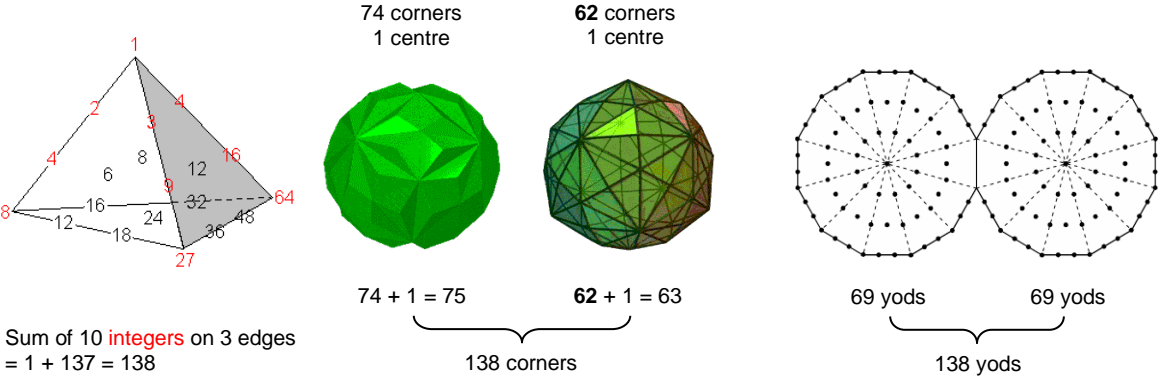 74 corners
1 centre
62 corners
1 centre
1
2
4
3
4
8
12
16
6
9
8
16
32
64
12
24
48
18
36
27
74 + 1 = 75
62 + 1 = 63
69 yods
69 yods
Sum of 10 integers on 3 edges
= 1 + 137 = 138
138 corners
138 yods